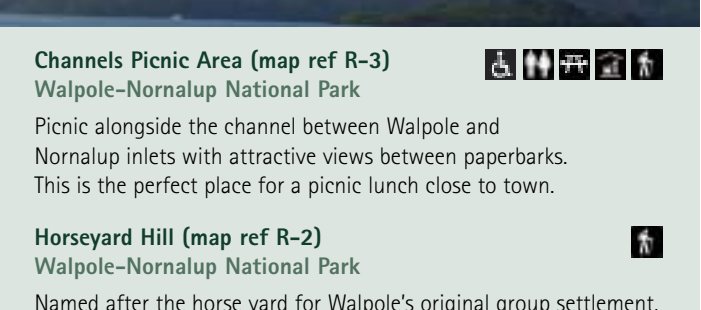 Channels Picnic Area (map ref R-3)
Walpole-Nornalup National Park
Picnic alongside the channel between Walpole and
Nornalup inlets with attractive views between paperbarks.
This is the perfect place for a picnic lunch close to town.
Horseyard Hill (map ref R-2)
Walpole-Nornalup National Park
Named after the horse yard for Walpole's original group settlement,